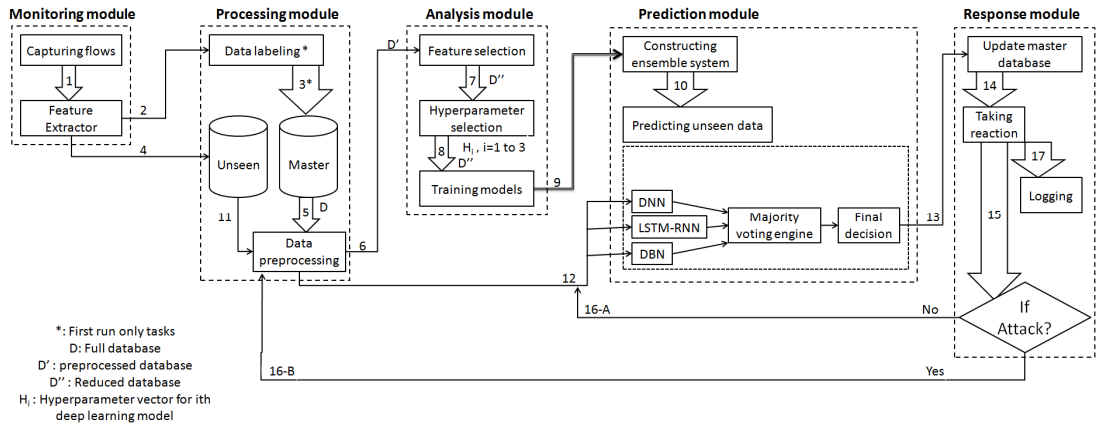 Monitoring module
Processing module
Analysis module
Prediction module
Response module
Capturing flows
1
Feature
Extractor
2
4
Data labeling *
3*
Unseen
Master
11
5
D
Data
preprocessing
6
D’
Feature selection
7
D’’
Hyperparameter
selection
8
Hi , i=1 to 3
D’’
Training models
9
Constructing
ensemble system
10
Predicting unseen data
DNN
LSTM-RNN
DBN
Majority
voting engine
Final
decision
12
13
Update master
database
14
Taking
reaction
17
Logging
15
If
Attack?
No
16-A
Yes
16-B
*: First run only tasks
D: Full database
D’ : preprocessed database
D’’ : Reduced database
Hi : Hyperparameter vector for ith
deep learning model